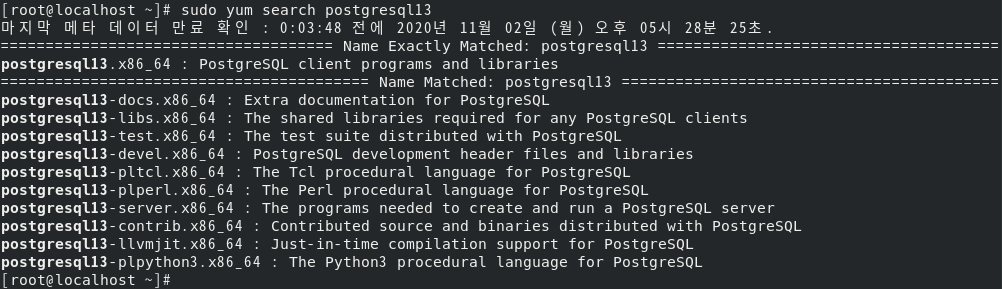 [root@localhost ~]# sudo yum search postgresql13
마지막 메타 데이터 만료 확인 : 0:03:48 전에 2020년 11월 02일 (월) 오후 05시 28분 25초.
===================================== Name Exactly Matched: postgresql13 ======================================
postgresql13.x86_64 : PostgreSQL client programs and libraries
========================================= Name Matched: postgresql13 ==========================================
postgresql13-docs.x86_64 : Extra documentation for PostgreSQL
postgresql13-libs.x86_64 : The shared libraries required for any PostgreSQL clients
postgresql13-test.x86_64 : The test suite distributed with PostgreSQL
postgresql13-devel.x86_64 : PostgreSQL development header files and libraries
postgresql13-pltcl.x86_64 : The Tcl procedural language for PostgreSQL
postgresql13-plperl.x86_64 : The Perl procedural language for PostgreSQL
postgresql13-server.x86_64 : The programs needed to create and run a PostgreSQL server
postgresql13-contrib.x86_64 : Contributed source and binaries distributed with PostgreSQL
postgresql13-llvmjit.x86_64 : Just-in-time compilation support for PostgreSQL
postgresql13-plpython3.x86_64 : The Python3 procedural language for PostgreSQL
[root@localhost ~]#